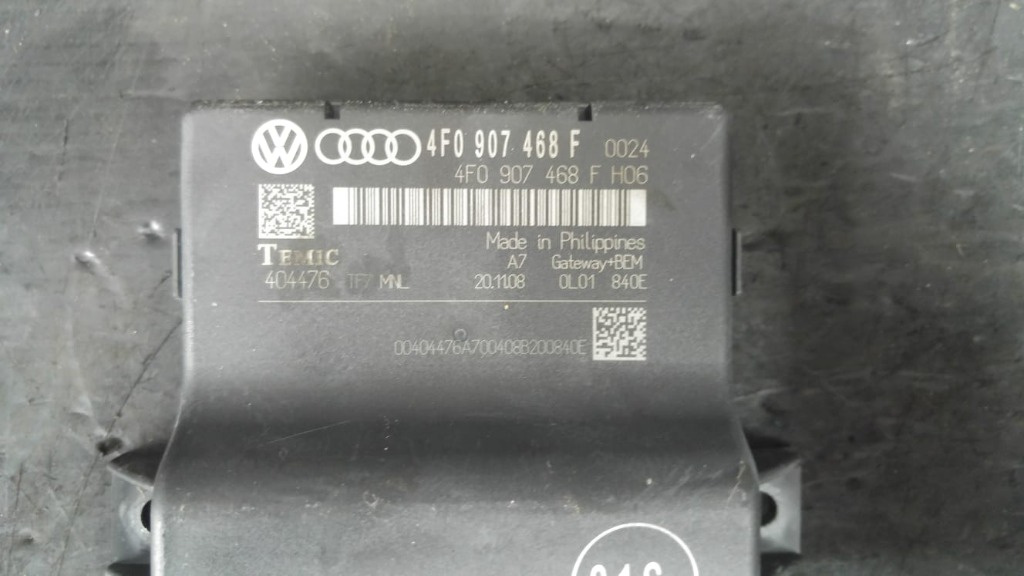 4F0 907 468 F 0024
4F0 907 468 F H06
Made in Philippines
TEMIC A7 Gateway+BEM
404476 TF7 MNL 20.11.08 0L01 840E
00404476A700408B200840E